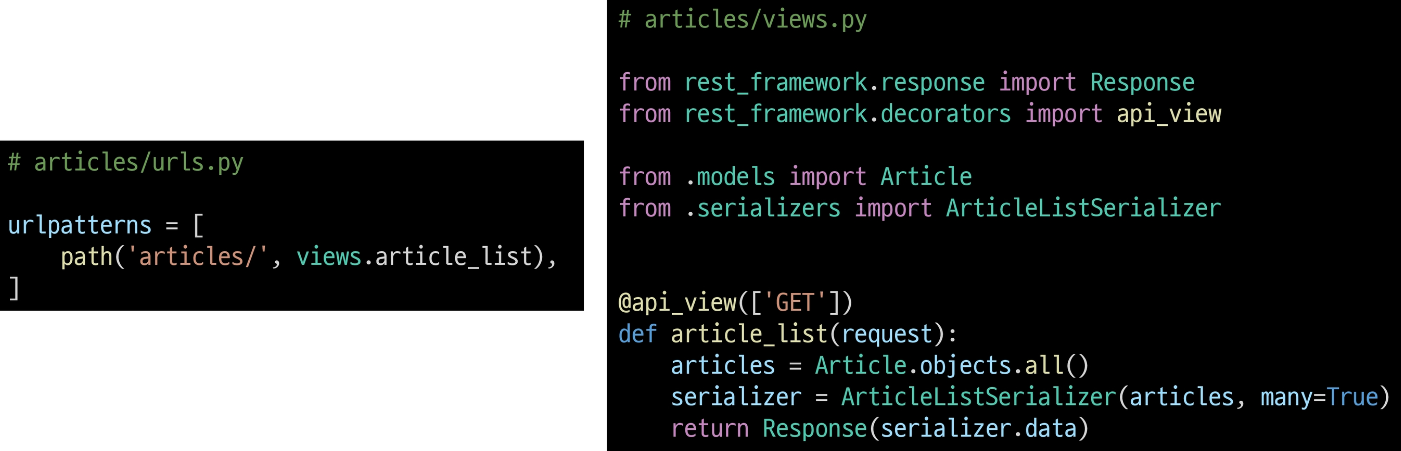 # articles/urls.py
urlpatterns = [
    path('articles/', views.article_list),
]
# articles/views.py
from rest_framework.response import Response
from rest_framework.decorators import api_view
from .models import Article
from .serializers import ArticleListSerializer
@api_view(['GET'])
def article_list(request):
    articles = Article.objects.all()
    serializer = ArticleListSerializer(articles, many=True)
    return Response(serializer.data)